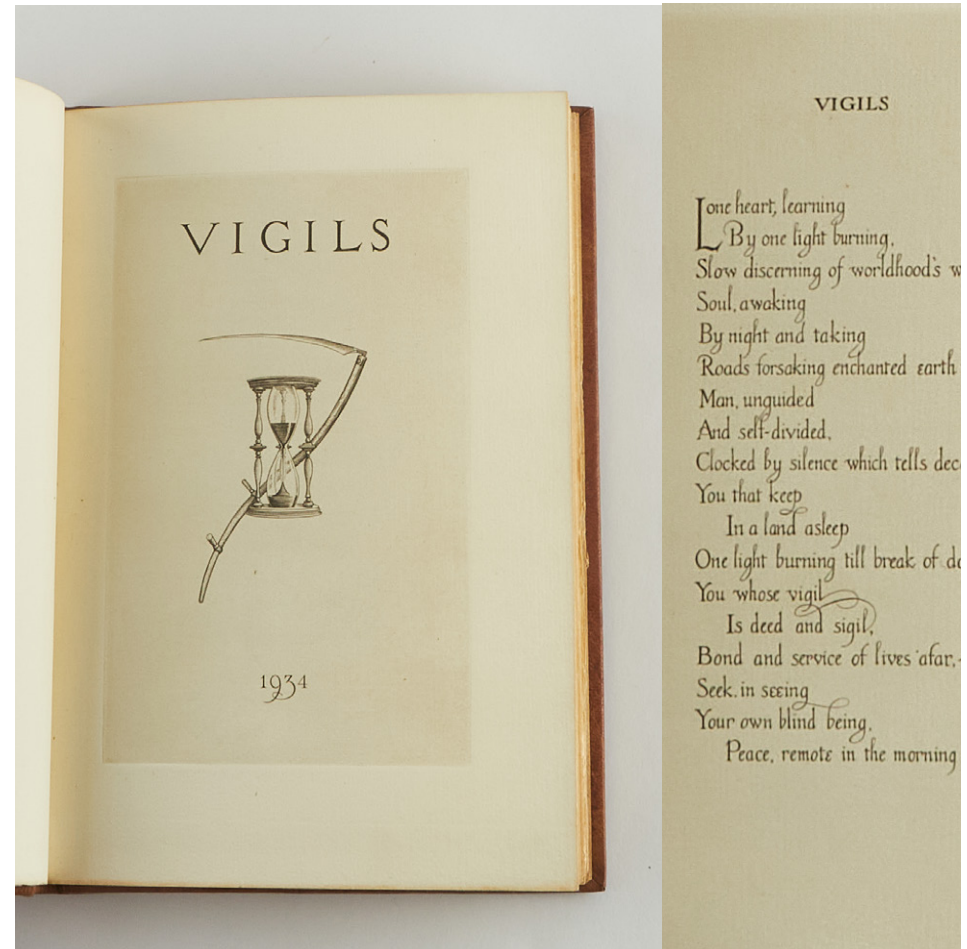 VIGILS
1934
VIGILS
Lone heart, learning
By one light burning,
Slow discerning of worldhood's
Soul, awaking
By night and taking
Roads forsaking enchanted earth
Man, unguided
And self-divided,
Clocked by silence which tells
You that keep
In a land asleep
One light burning till break of
You whose vigil
Is deed and sigil,
Bond and service of lives afar,
Seek, in seeing
Your own blind being,
Peace, remote in the morning